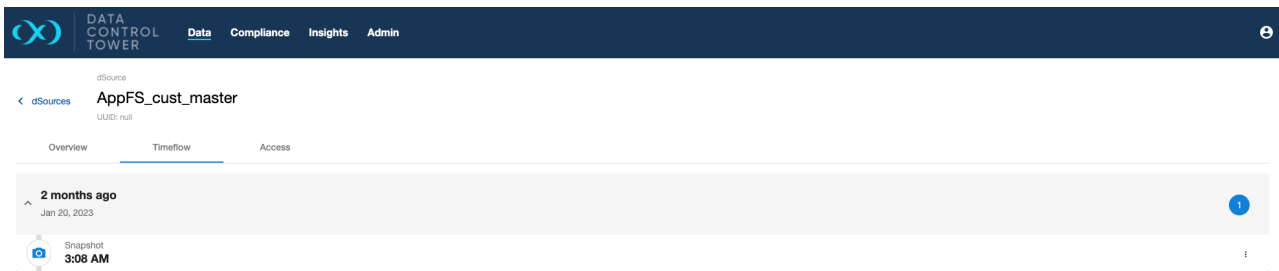 DATA
CONTROL
TOWER
Data Compliance Insights Admin
dSource
dSources AppFS_cust_master
UUID: null
Overview Timeflow Access
2 months ago
Jan 20, 2023
1
Snapshot
3:08 AM